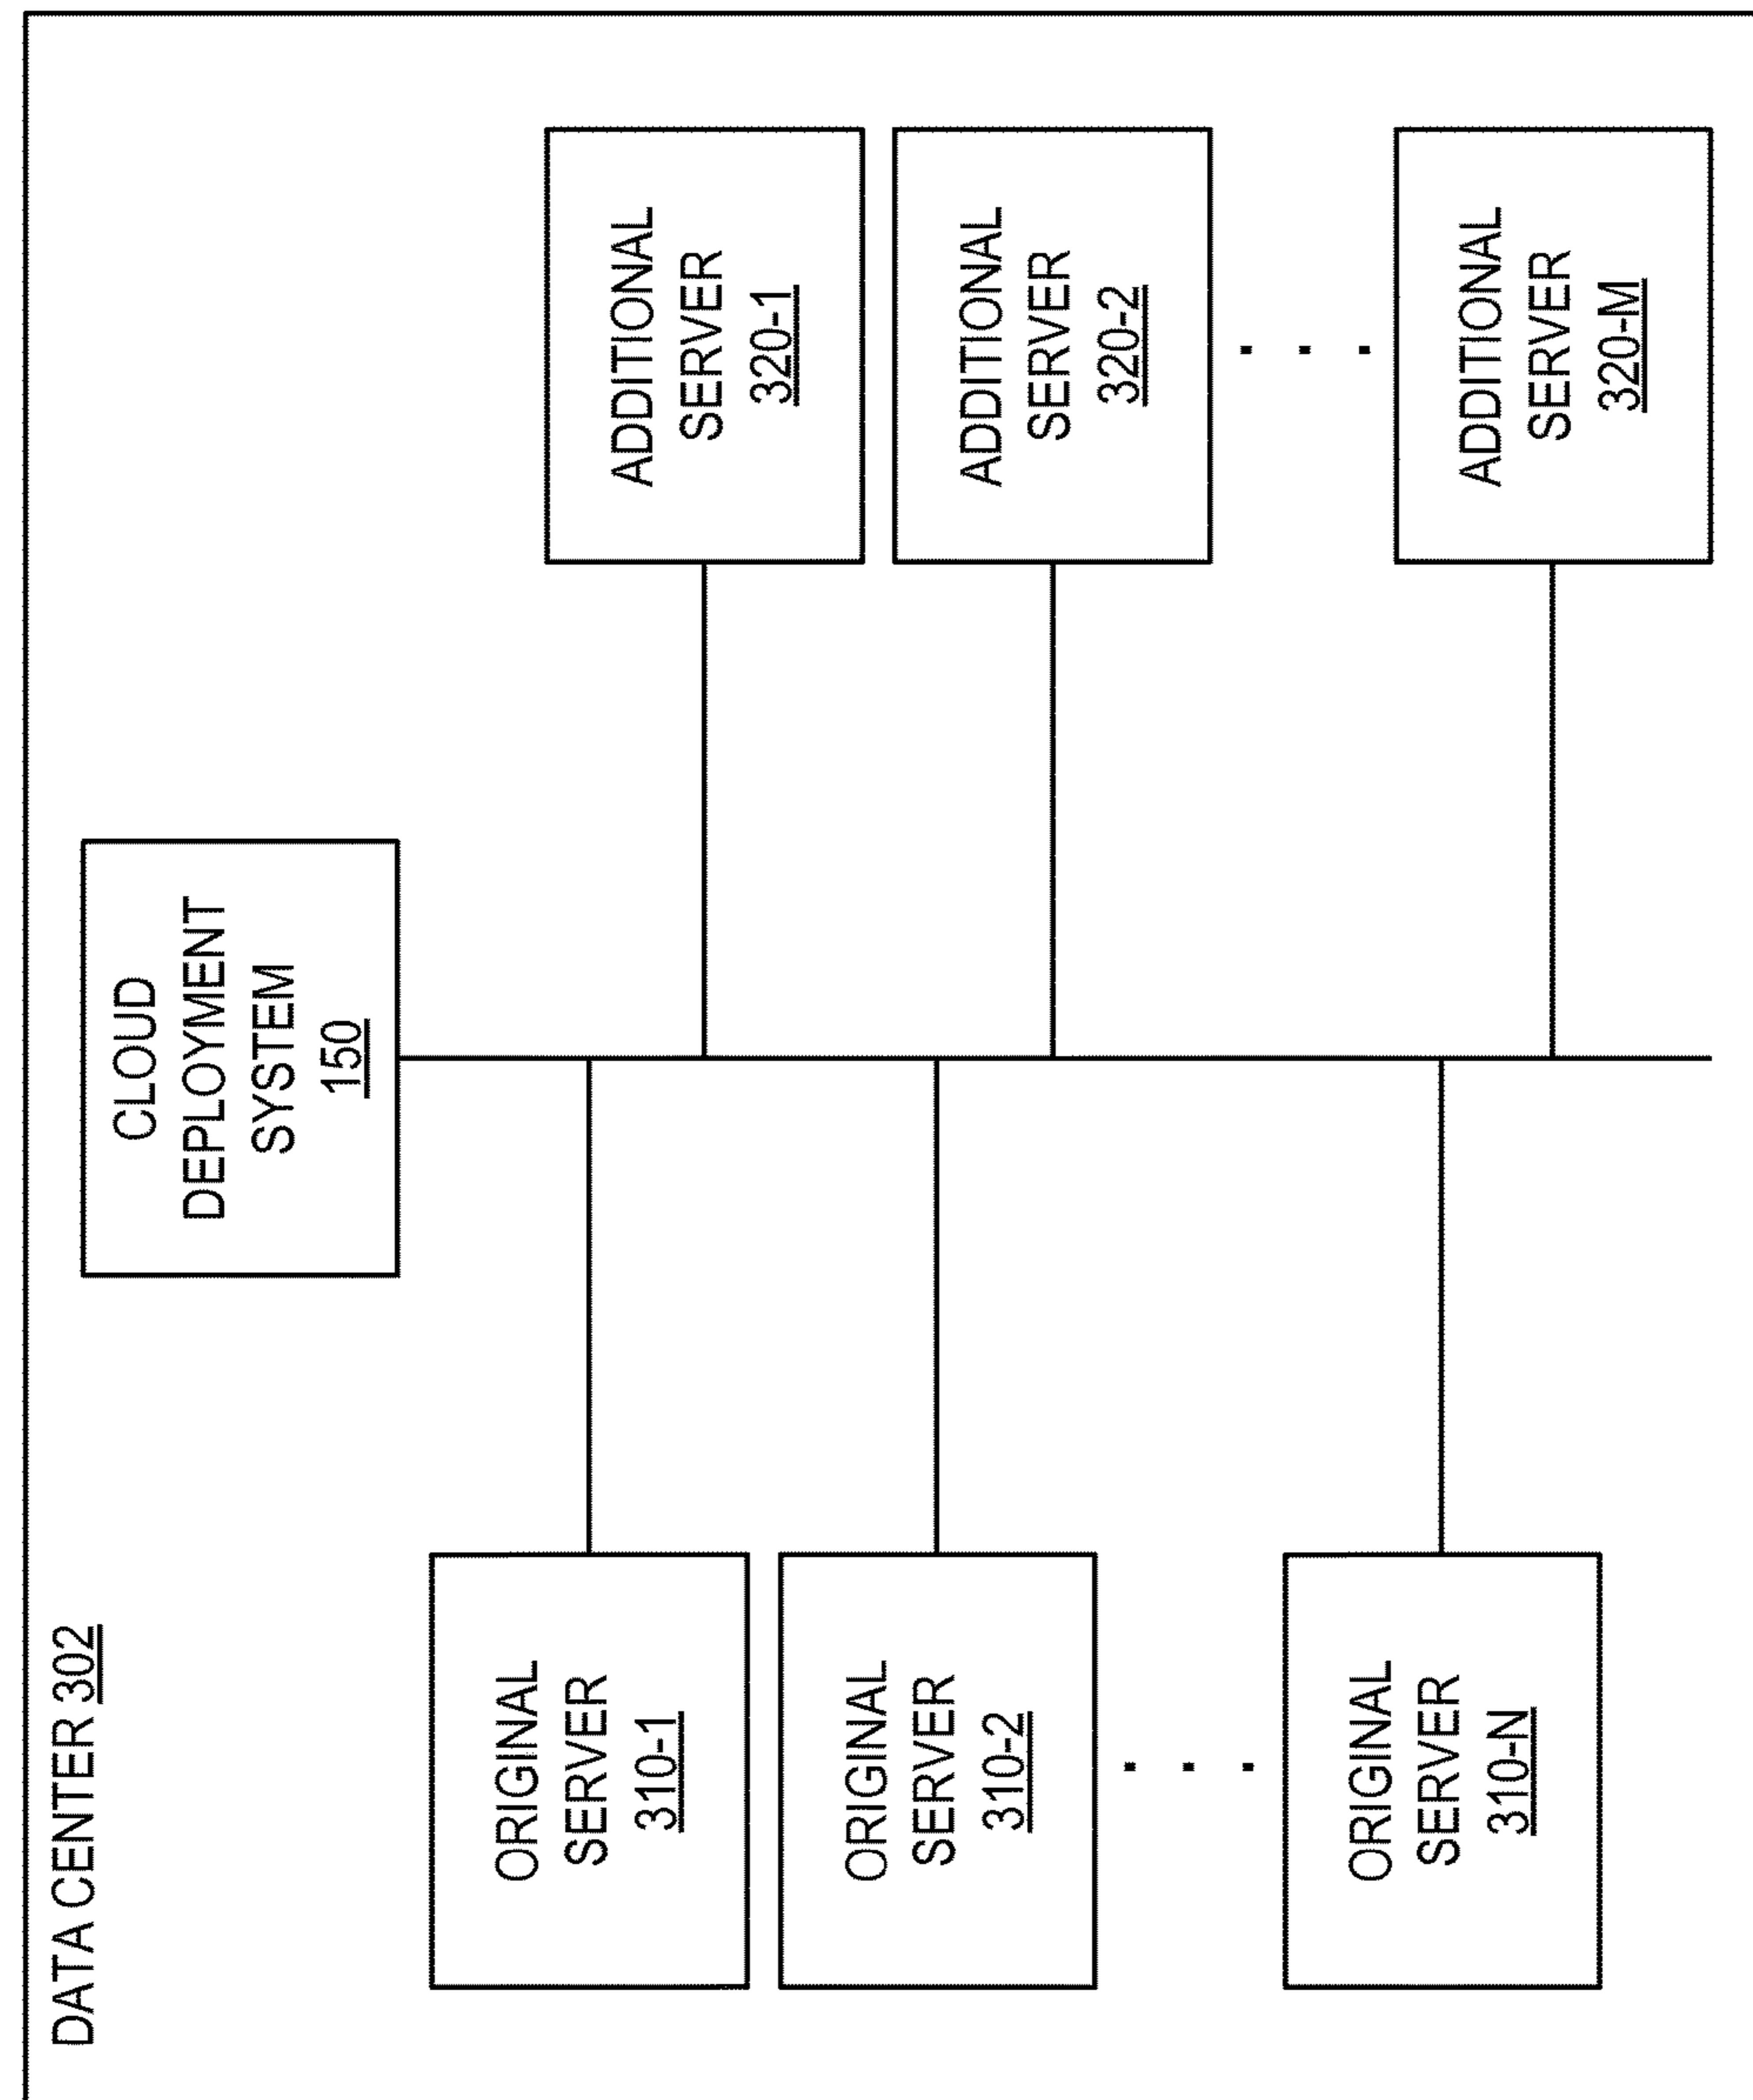 DATA CENTER 302
CLOUD
DEPLOYMENT
SYSTEM
150
ORIGINAL
SERVER
310-1
ORIGINAL
SERVER
310-2
ORIGINAL
SERVER
310-N
ADDITIONAL
SERVER
320-1
ADDITIONAL
SERVER
320-2
ADDITIONAL
SERVER
320-M